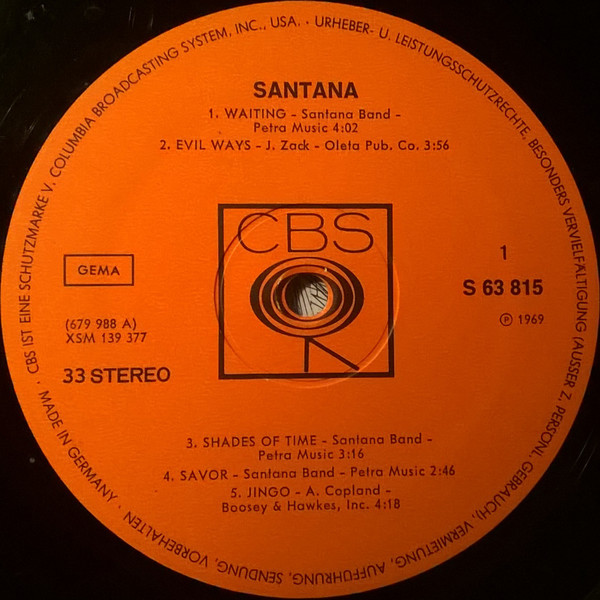 SANTANA
1. WAITING - Santana Band -
Petra Music 4:02
2. EVIL WAYS - J. Zack - Oleta Pub. Co. 3:56
CBS
GEMA
1
S 63 815
(679 988 A)
XSM 139 377
℗ 1969
33 STEREO
3. SHADES OF TIME - Santana Band -
Petra Music 3:16
4. SAVOR - Santana Band - Petra Music 2:46
5. JINGO - A. Copland -
Boosey & Hawkes, Inc. 4:18
MADE IN GERMANY · CBS IST EINE SCHUTZMARKE V. COLUMBIA BROADCASTING SYSTEM, INC., USA. · URHEBER- U. LEISTUNGSSCHUTZRECHTE, BESONDERS VERVIELFÄLTIGUNG (AUSSER Z. PERSÖNL. GEBRAUCH), VERMIETUNG, AUFFÜHRUNG, SENDUNG, VORBEHALTEN ·